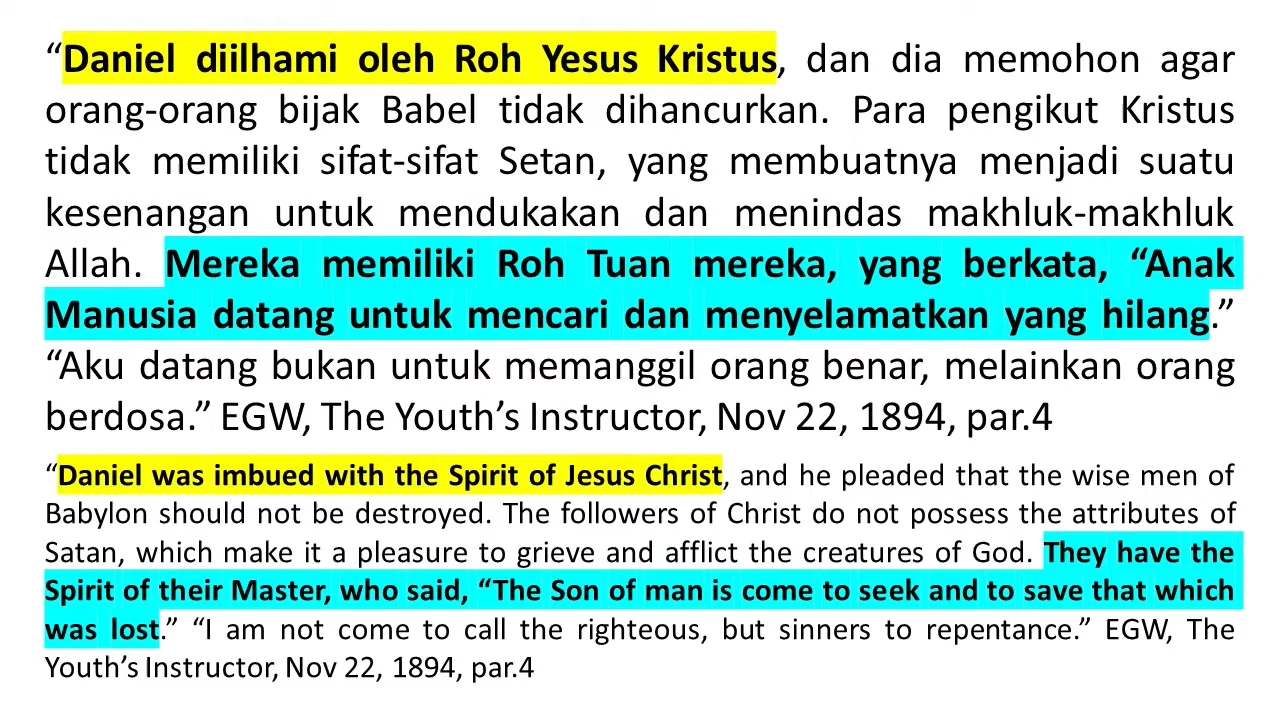 “Daniel diilhami oleh Roh Yesus Kristus, dan dia memohon agar
orang-orang bijak Babel tidak dihancurkan. Para pengikut Kristus
tidak memiliki sifat-sifat Setan, yang membuatnya menjadi suatu
kesenangan untuk mendukakan dan menindas makhluk-makhluk
Allah. Mereka memiliki Roh Tuan mereka, yang berkata, “Anak
Manusia datang untuk mencari dan menyelamatkan yang hilang.”
“Aku datang bukan untuk memanggil orang benar, melainkan orang
berdosa.” EGW, The Youth’s Instructor, Nov 22, 1894, par.4
“Daniel was imbued with the Spirit of Jesus Christ, and he pleaded that the wise men of
Babylon should not be destroyed. The followers of Christ do not possess the attributes of
Satan, which make it a pleasure to grieve and afflict the creatures of God. They have the
Spirit of their Master, who said, “The Son of man is come to seek and to save that which
was lost.” “I am not come to call the righteous, but sinners to repentance.” EGW, The
Youth’s Instructor, Nov 22, 1894, par.4